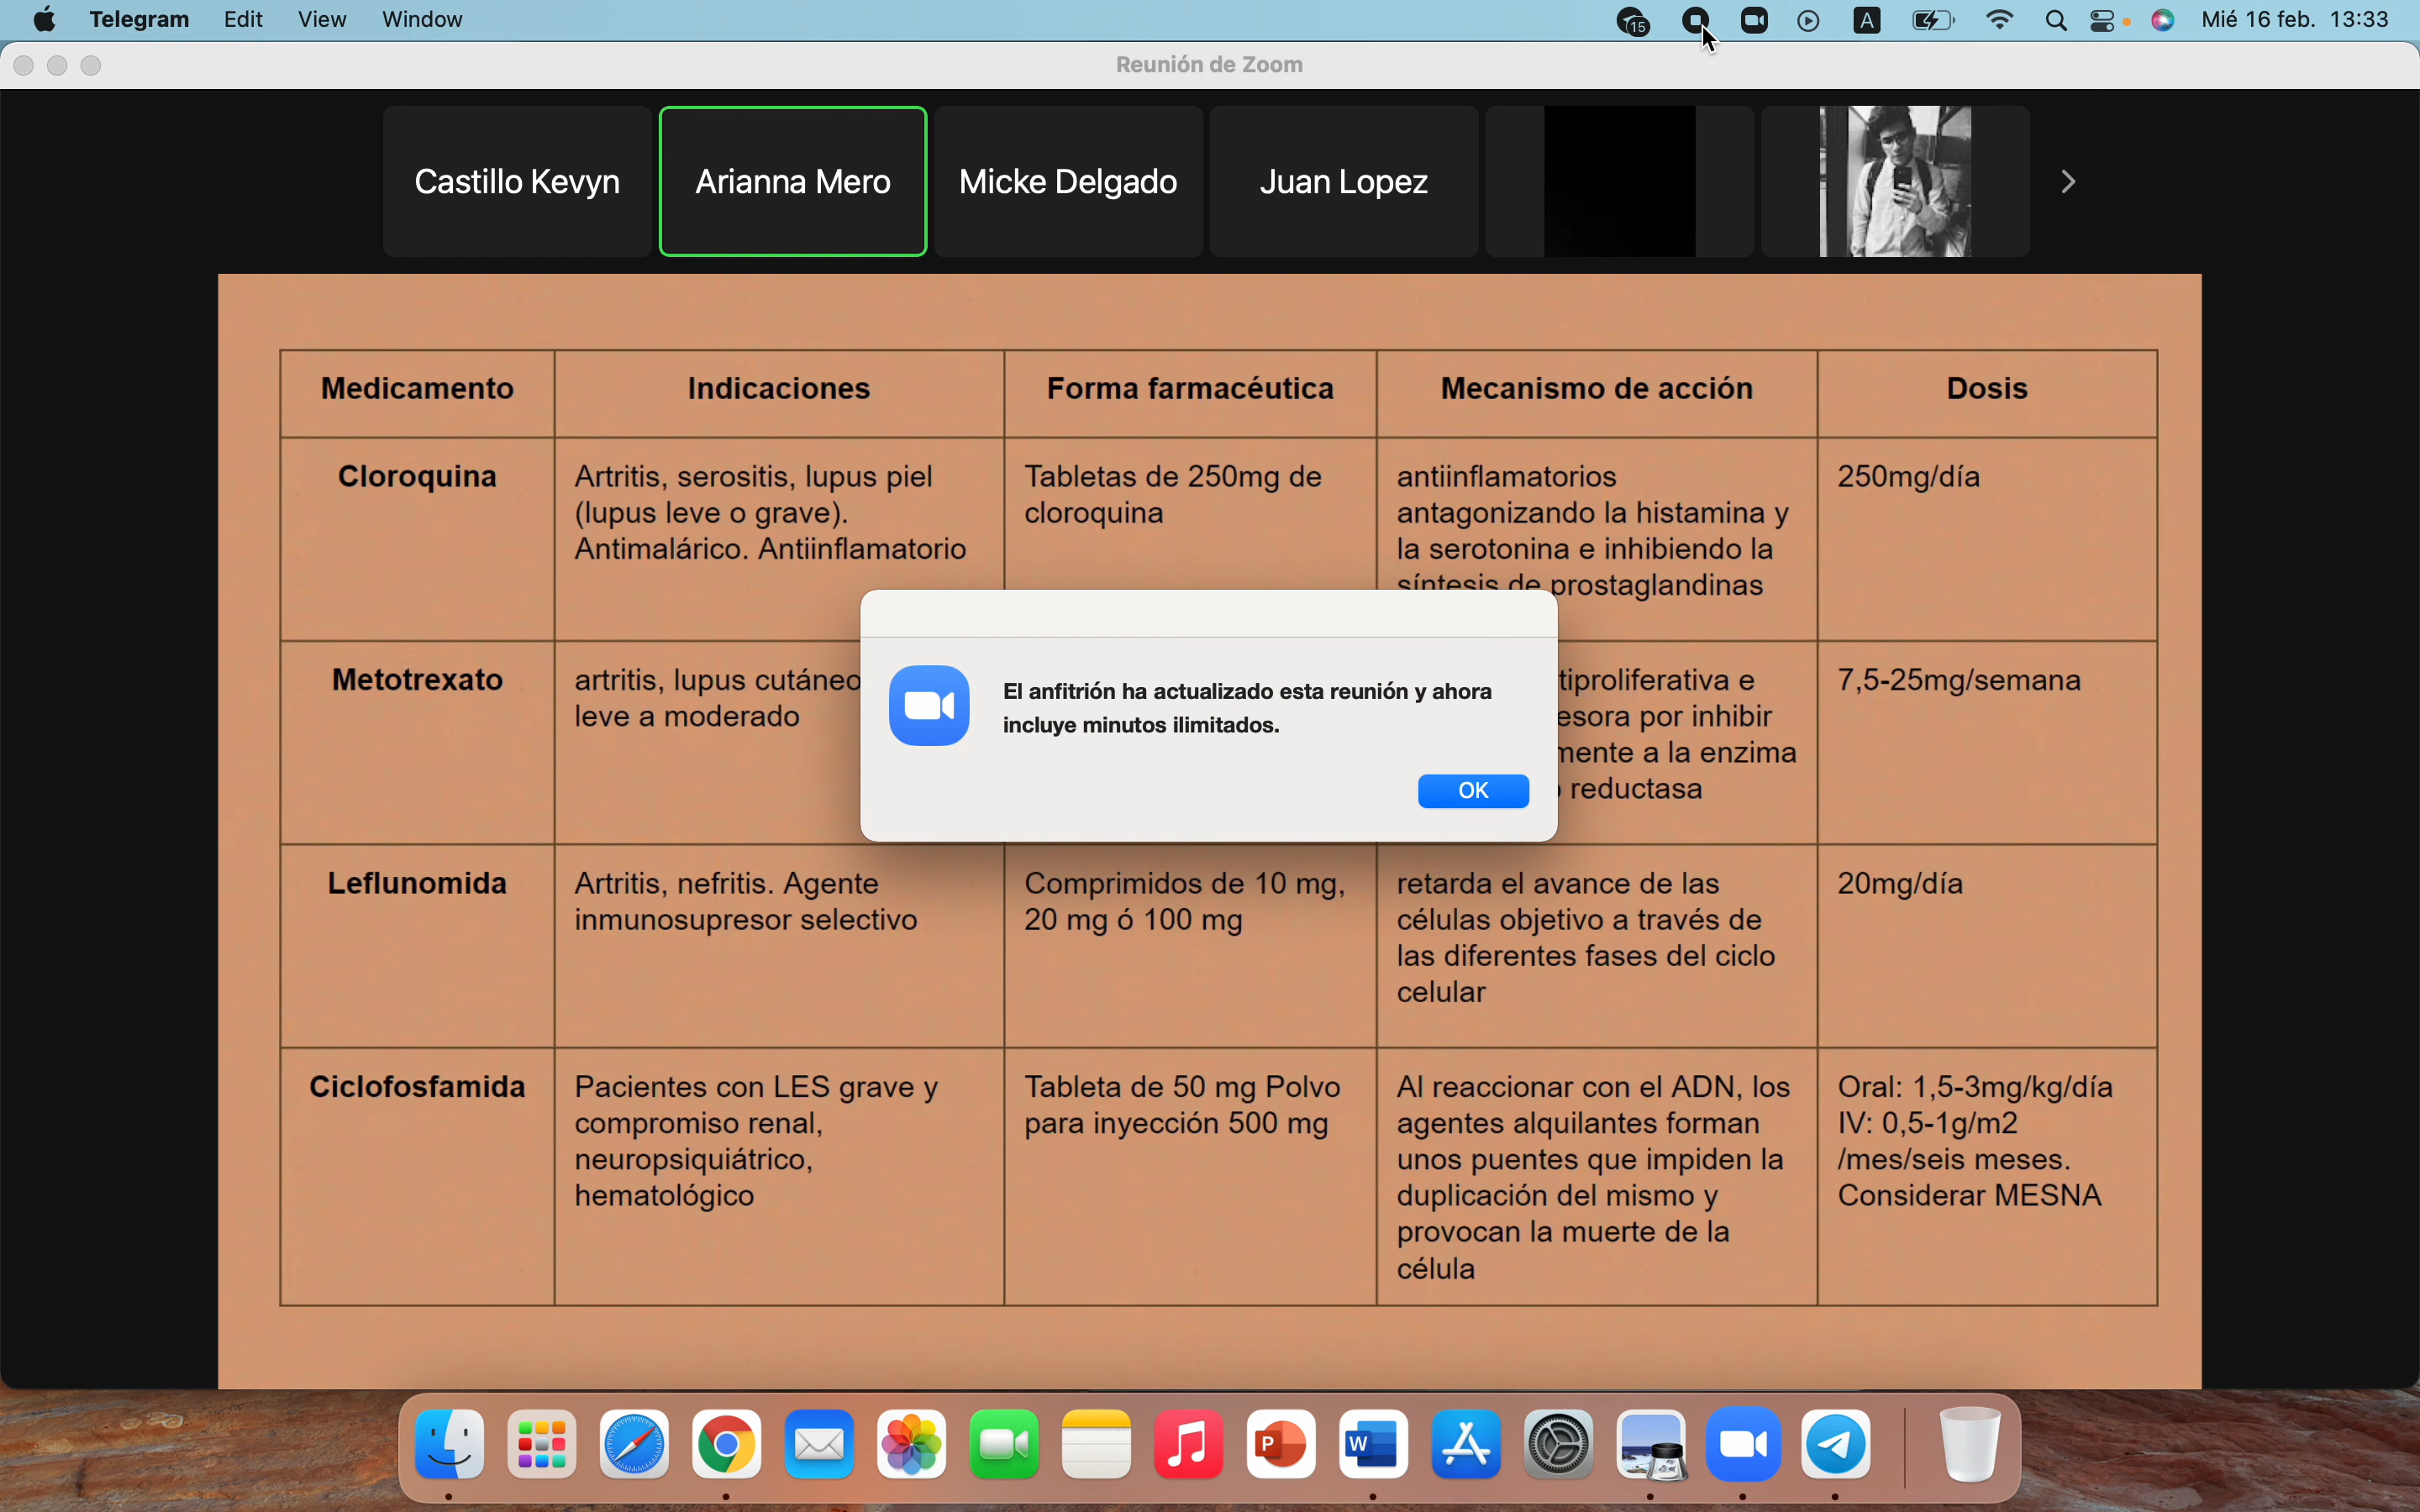 Telegram Edit View Window
15
A
Mié 16 feb. 13:33
Reunión de Zoom
Castillo Kevyn
Arianna Mero
Micke Delgado
Juan Lopez
Medicamento
Indicaciones
Forma farmacéutica
Mecanismo de acción
Dosis
Cloroquina
Artritis, serositis, lupus piel
(lupus leve o grave).
Antimalárico. Antiinflamatorio
Tabletas de 250mg de
cloroquina
antiinflamatorios
antagonizando la histamina y
la serotonina e inhibiendo la
síntesis de prostaglandinas
250mg/día
Metotrexato
artritis, lupus cutáneo
leve a moderado
tiproliferativa e
esora por inhibir
mente a la enzima
reductasa
7,5-25mg/semana
El anfitrión ha actualizado esta reunión y ahora
incluye minutos ilimitados.
OK
Leflunomida
Artritis, nefritis. Agente
inmunosupresor selectivo
Comprimidos de 10 mg,
20 mg ó 100 mg
retarda el avance de las
células objetivo a través de
las diferentes fases del ciclo
celular
20mg/día
Ciclofosfamida
Pacientes con LES grave y
compromiso renal,
neuropsiquiátrico,
hematológico
Tableta de 50 mg Polvo
para inyección 500 mg
Al reaccionar con el ADN, los
agentes alquilantes forman
unos puentes que impiden la
duplicación del mismo y
provocan la muerte de la
célula
Oral: 1,5-3mg/kg/día
IV: 0,5-1g/m2
/mes/seis meses.
Considerar MESNA
P
W